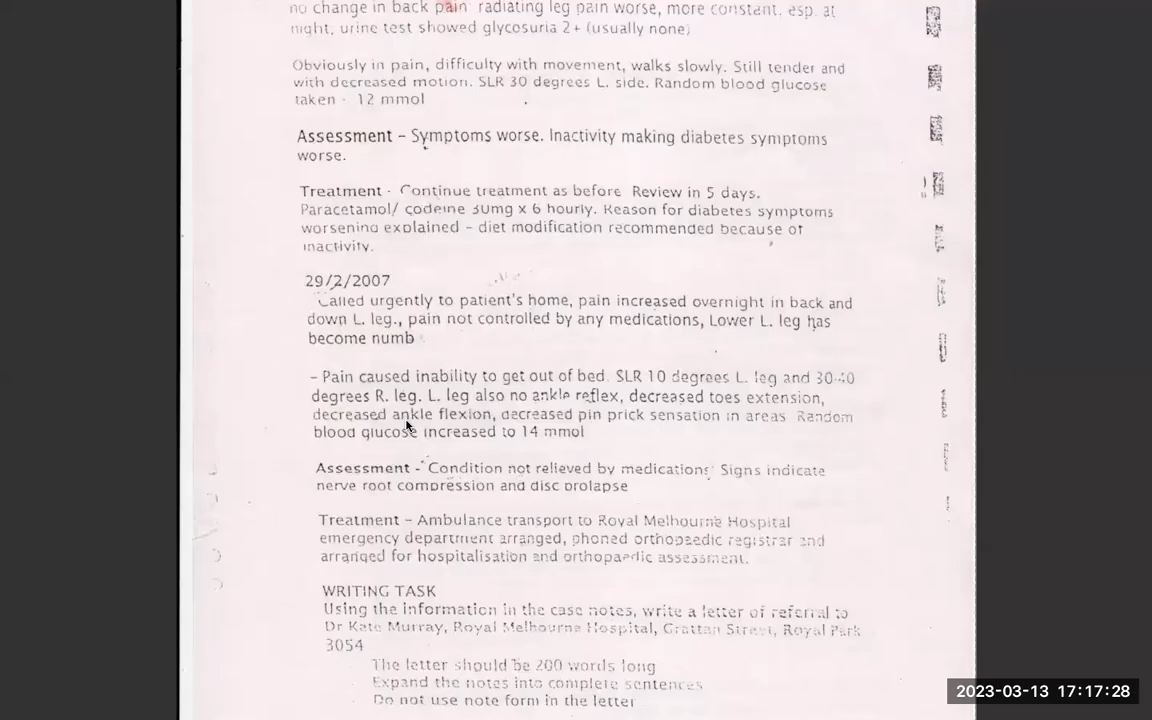 no change in back pain radiating leg pain worse, more constant. esp. at
night, urine test showed glycosuria 2+ (usually none)
Obviously in pain, difficulty with movement, walks slowly. Still tender and
with decreased motion. SLR 30 degrees L. side. Random blood glucose
taken - 12 mmol
Assessment – Symptoms worse. Inactivity making diabetes symptoms
worse.
Treatment - Continue treatment as before Review in 5 days.
Paracetamol/ codeine 30mg x 6 hourly. Reason for diabetes symptoms
worsening explained – diet modification recommended because of
inactivity.
29/2/2007
Called urgently to patient's home, pain increased overnight in back and
down L. leg., pain not controlled by any medications, Lower L. leg has
become numb
– Pain caused inability to get out of bed. SLR 10 degrees L. leg and 30-40
degrees R. leg. L. leg also no ankle reflex, decreased toes extension,
decreased ankle flexion, decreased pin prick sensation in areas Random
blood glucose increased to 14 mmol
Assessment - Condition not relieved by medications Signs indicate
nerve root compression and disc prolapse
Treatment – Ambulance transport to Royal Melbourne Hospital
emergency department arranged, phoned orthopaedic registrar and
arranged for hospitalisation and orthopaedic assessment.
WRITING TASK
Using the information in the case notes, write a letter of referral to
Dr Kate Murray, Royal Melbourne Hospital, Grattan Street, Royal Park
3054
The letter should be 200 words long
Expand the notes into complete sentences
Do not use note form in the letter
2023-03-13 17:17:28